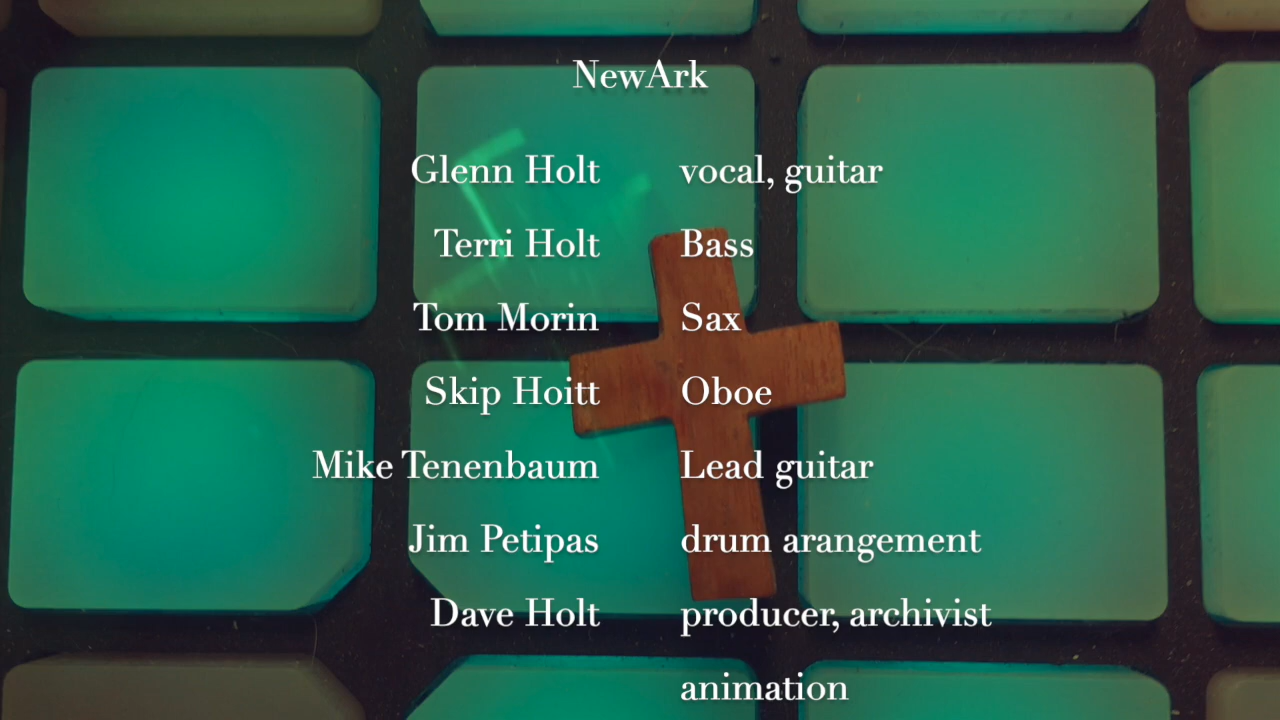 NewArk
Glenn Holt vocal, guitar
Terri Holt Bass
Tom Morin Sax
Skip Hoitt Oboe
Mike Tenenbaum Lead guitar
Jim Petipas drum arangement
Dave Holt producer, archivist
animation